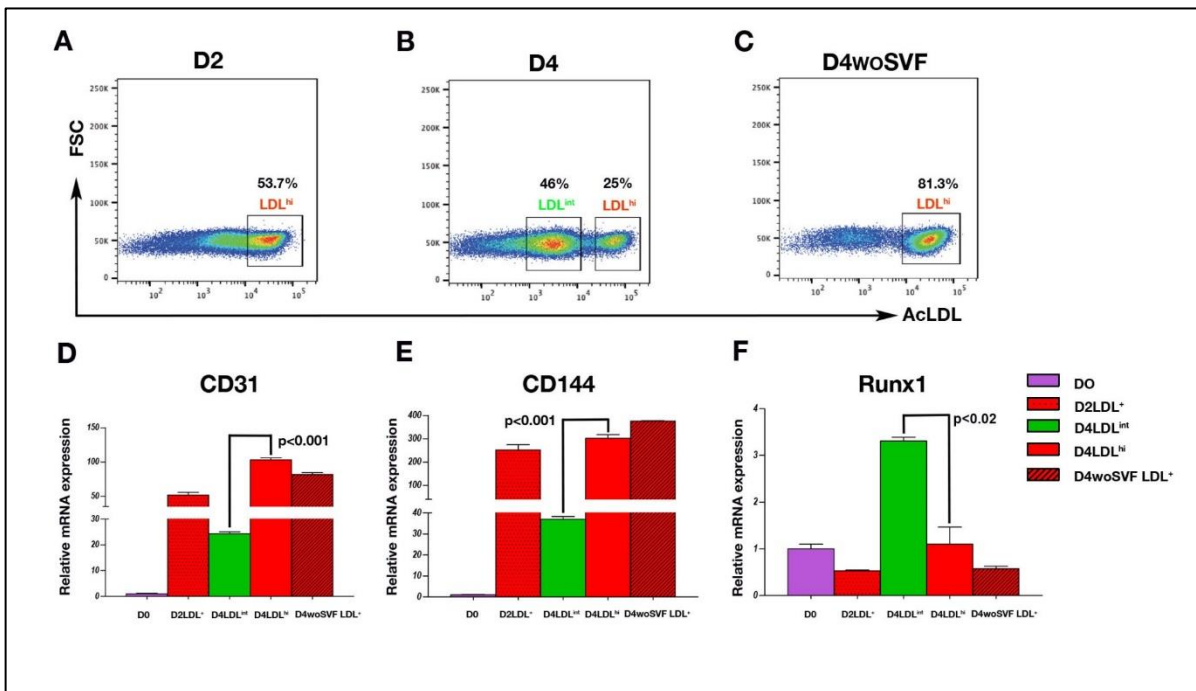 A
D2
B
D4
C
D4woSVF
FSC
250K
200K
150K
100K
50K
0
53.7%
LDLhi
10² 10³ 10⁴ 10⁵
250K
200K
150K
100K
50K
0
46% 25%
LDLint LDLhi
10² 10³ 10⁴ 10⁵
250K
200K
150K
100K
50K
0
81.3%
LDLhi
10² 10³ 10⁴ 10⁵
AcLDL
D
CD31
Relative mRNA expression
150
100
50
30
20
10
0
p<0.001
D0 D2LDL⁺ D4LDLint D4LDLhi D4woSVF LDL⁺
E
CD144
Relative mRNA expression
400
300
200
100
40
30
20
10
0
p<0.001
D0 D2LDL⁺ D4LDLint D4LDLhi D4woSVF LDL⁺
F
Runx1
Relative mRNA expression
4
3
2
1
0
p<0.02
D0 D2LDL⁺ D4LDLint D4LDLhi D4woSVF LDL⁺
DO
D2LDL⁺
D4LDLint
D4LDLhi
D4woSVF LDL⁺